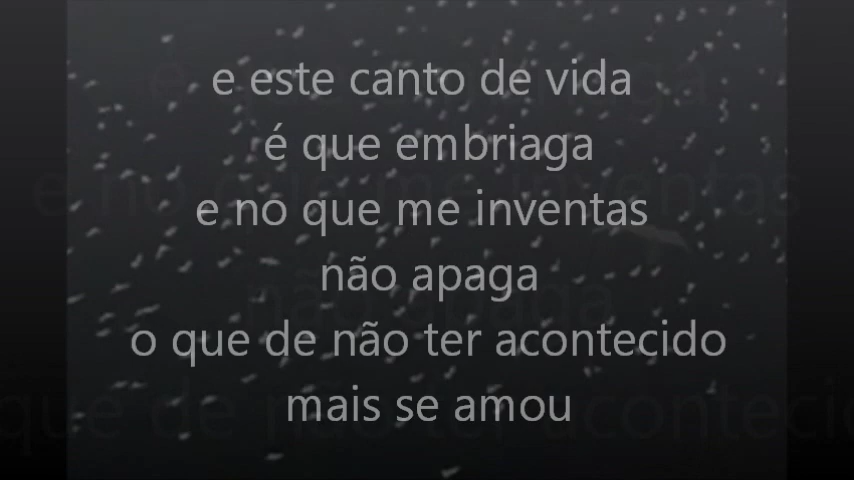 e este canto de vida
é que embriaga
e no que me inventas
não apaga
o que de não ter acontecido
mais se amou